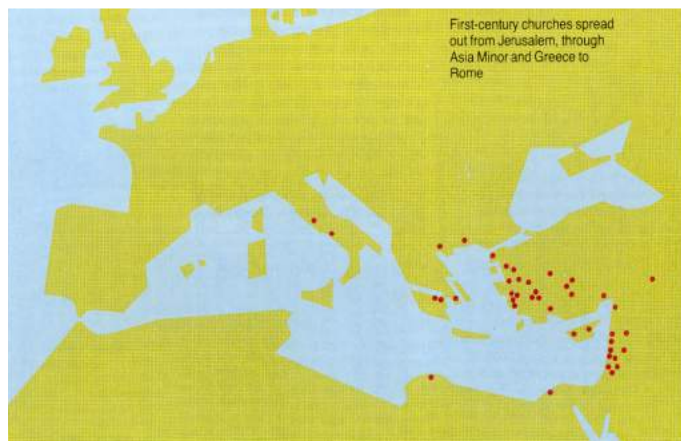 First-century churches spread
out from Jerusalem, through
Asia Minor and Greece to
Rome